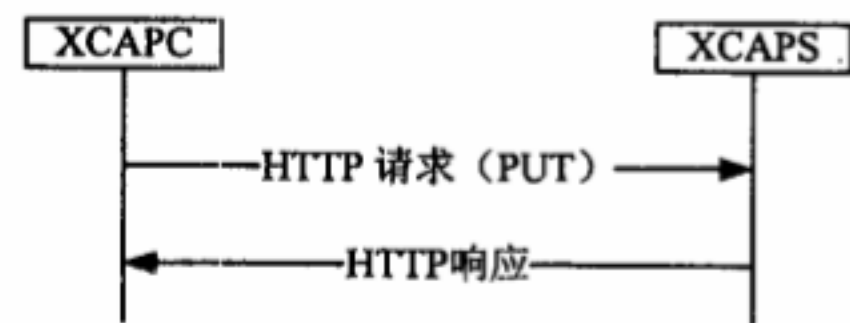 XCAPC XCAPS
HTTP 请求（PUT）
HTTP响应